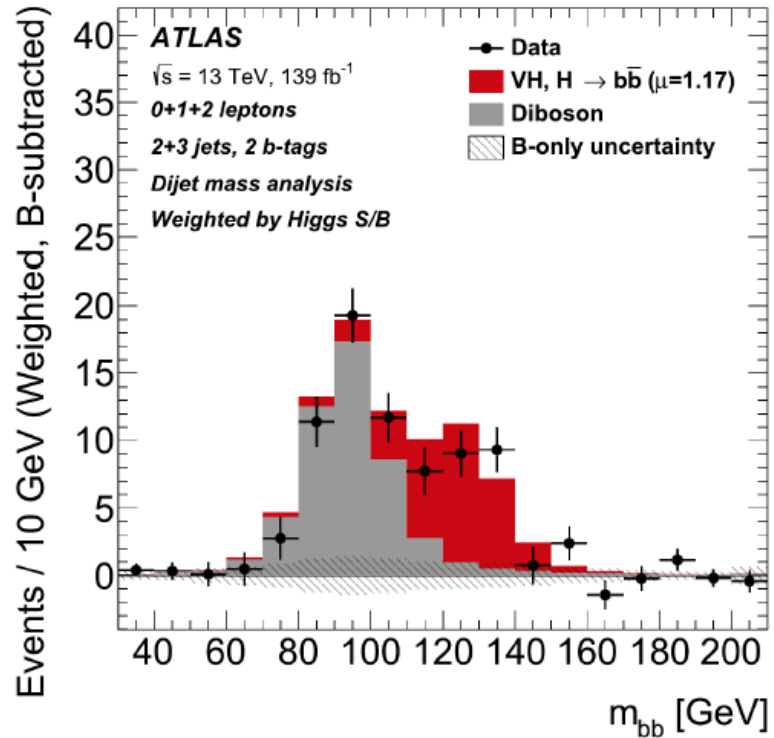 ATLAS
√s = 13 TeV, 139 fb⁻¹
0+1+2 leptons
2+3 jets, 2 b-tags
Dijet mass analysis
Weighted by Higgs S/B
Data
VH, H → bb̅ (μ=1.17)
Diboson
B-only uncertainty
Events / 10 GeV (Weighted, B-subtracted)
40
35
30
25
20
15
10
5
0
40 60 80 100 120 140 160 180 200
m_bb [GeV]